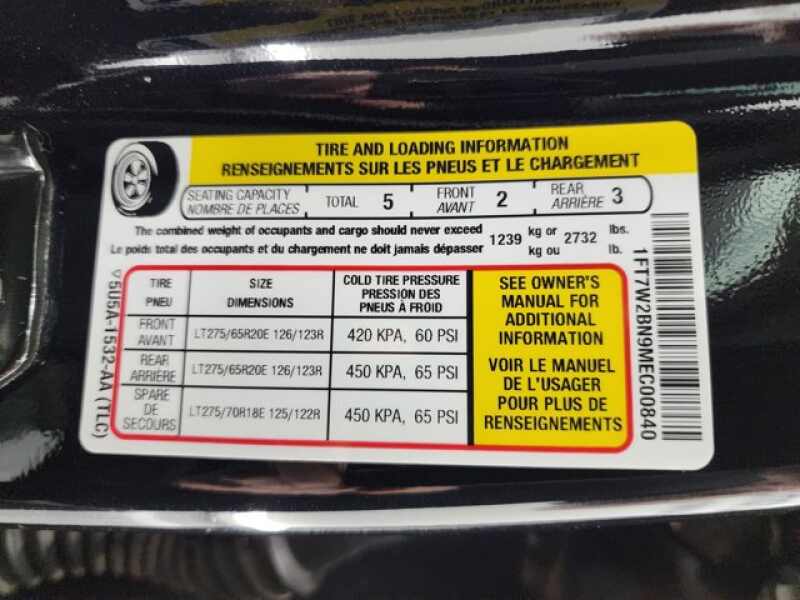 TIRE AND LOADING INFORMATION
RENSEIGNEMENTS SUR LES PNEUS ET LE CHARGEMENT
SEATING CAPACITY
NOMBRE DE PLACES
TOTAL 5
FRONT
AVANT
2
REAR
ARRIÈRE
3
The combined weight of occupants and cargo should never exceed
Le poids total des occupants et du chargement ne doit jamais dépasser
1239
kg or
kg ou
2732
lbs.
lb.
TIRE
PNEU
SIZE
DIMENSIONS
COLD TIRE PRESSURE
PRESSION DES
PNEUS À FROID
FRONT
AVANT
LT275/65R20E 126/123R
420 KPA, 60 PSI
REAR
ARRIÈRE
LT275/65R20E 126/123R
450 KPA, 65 PSI
SPARE
DE
SECOURS
LT275/70R18E 125/122R
450 KPA, 65 PSI
SEE OWNER'S
MANUAL FOR
ADDITIONAL
INFORMATION
VOIR LE MANUEL
DE L'USAGER
POUR PLUS DE
RENSEIGNEMENTS
5U5A-1532-AA (TLC)
1FT7W2BN9MEC00840